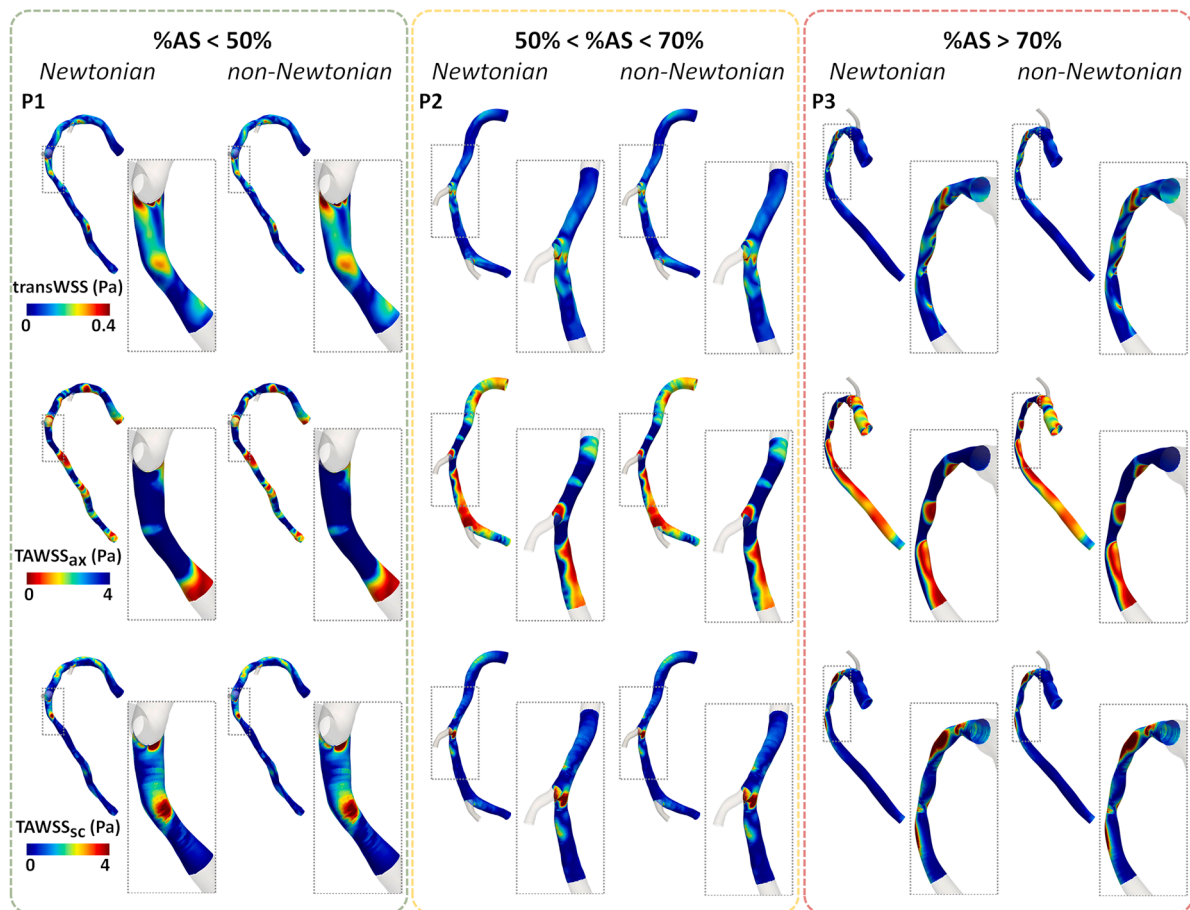 %AS < 50%
50% < %AS < 70%
%AS > 70%
Newtonian
non-Newtonian
Newtonian
non-Newtonian
Newtonian
non-Newtonian
P1
P2
P3
transWSS (Pa)
0
0.4
TAWSSax (Pa)
0
4
TAWSSSC (Pa)
0
4